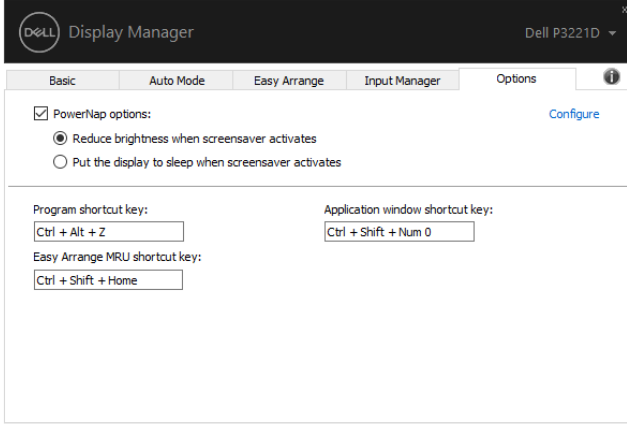 DELL
Display Manager
Dell P3221D
x
Basic
Auto Mode
Easy Arrange
Input Manager
Options
PowerNap options:
Configure
Reduce brightness when screensaver activates
Put the display to sleep when screensaver activates
Program shortcut key:
Application window shortcut key:
Ctrl + Alt + Z
Ctrl + Shift + Num 0
Easy Arrange MRU shortcut key:
Ctrl + Shift + Home